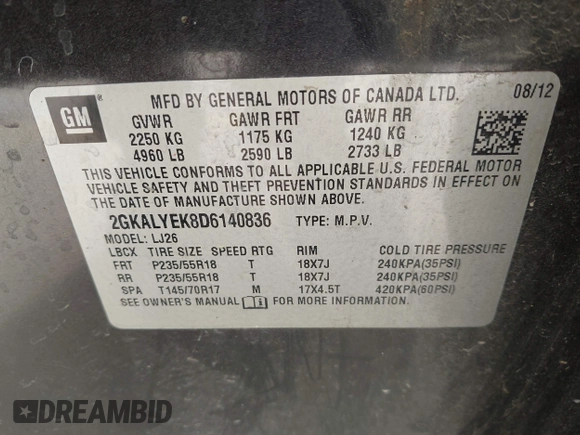 GM ®
MFD BY GENERAL MOTORS OF CANADA LTD. 08/12
GVWR GAWR FRT GAWR RR
2250 KG 1175 KG 1240 KG
4960 LB 2590 LB 2733 LB
THIS VEHICLE CONFORMS TO ALL APPLICABLE U.S. FEDERAL MOTOR
VEHICLE SAFETY AND THEFT PREVENTION STANDARDS IN EFFECT ON
THE DATE OF MANUFACTURE SHOWN ABOVE.
2GKALYEK8D6140836 TYPE: M.P.V.
MODEL: LJ26
LBCX TIRE SIZE SPEED RTG RIM COLD TIRE PRESSURE
FRT P235/55R18 T 18X7J 240KPA(35PSI)
RR P235/55R18 T 18X7J 240KPA(35PSI)
SPA T145/70R17 M 17X4.5T 420KPA(60PSI)
SEE OWNER'S MANUAL FOR MORE INFORMATION
DREAMBID